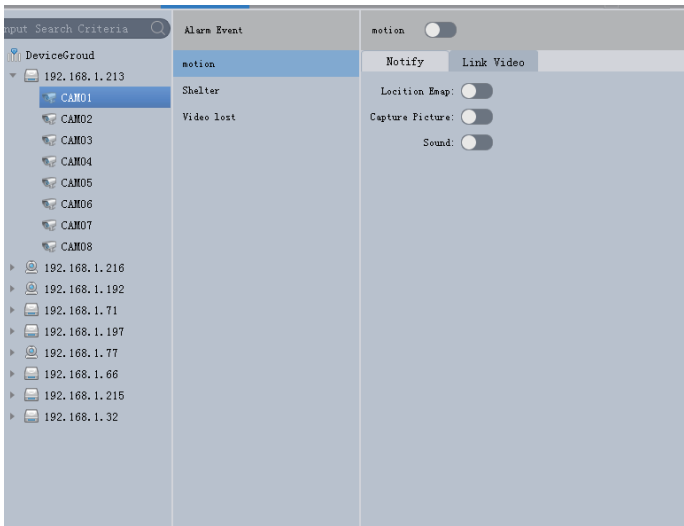 nput Search Criteria
DeviceGroud
192.168.1.213
CAM01
CAM02
CAM03
CAM04
CAM05
CAM06
CAM07
CAM08
192.168.1.216
192.168.1.192
192.168.1.71
192.168.1.197
192.168.1.77
192.168.1.66
192.168.1.215
192.168.1.32
Alarm Event
motion
Shelter
Video lost
motion
Notify Link Video
Locition Emap:
Capture Picture:
Sound: